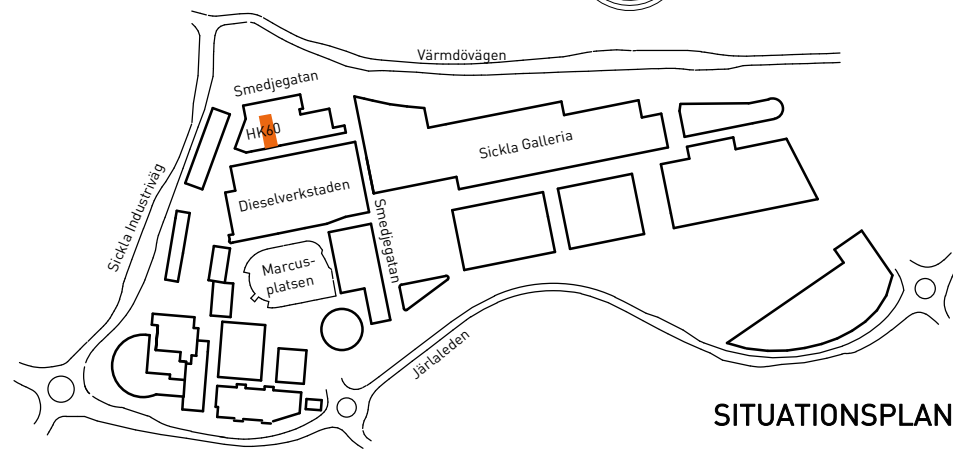 Värmdövägen
Smedjegatan
HK60
Sickla Galleria
Sickla Industriväg
Dieselverkstaden
Smedjegatan
Marcus-
platsen
Järlaleden
SITUATIONSPLAN